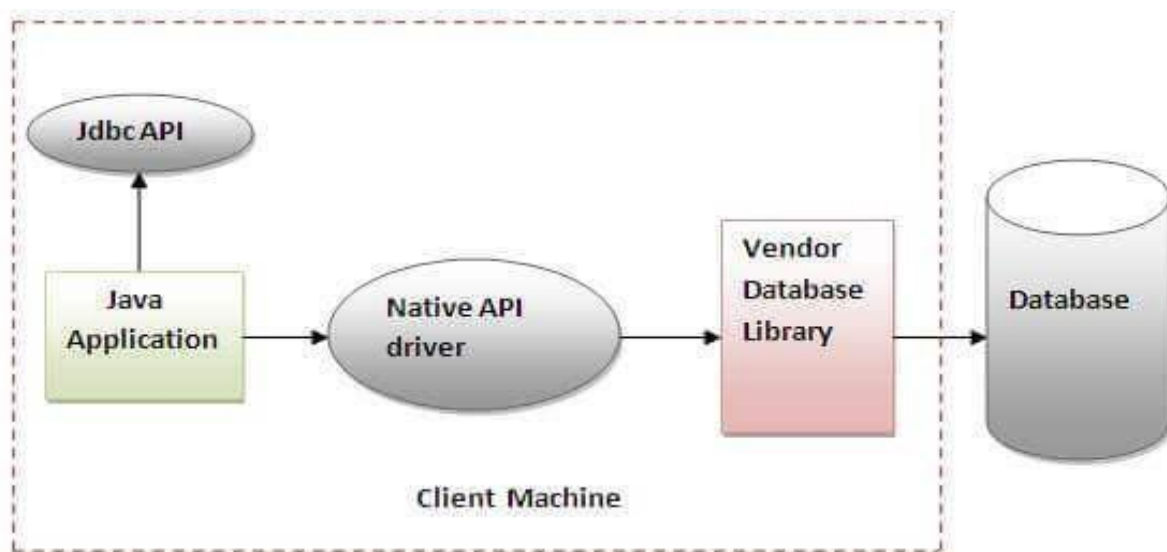 Jdbc API
Java
Application
Native API
driver
Vendor
Database
Library
Database
Client Machine